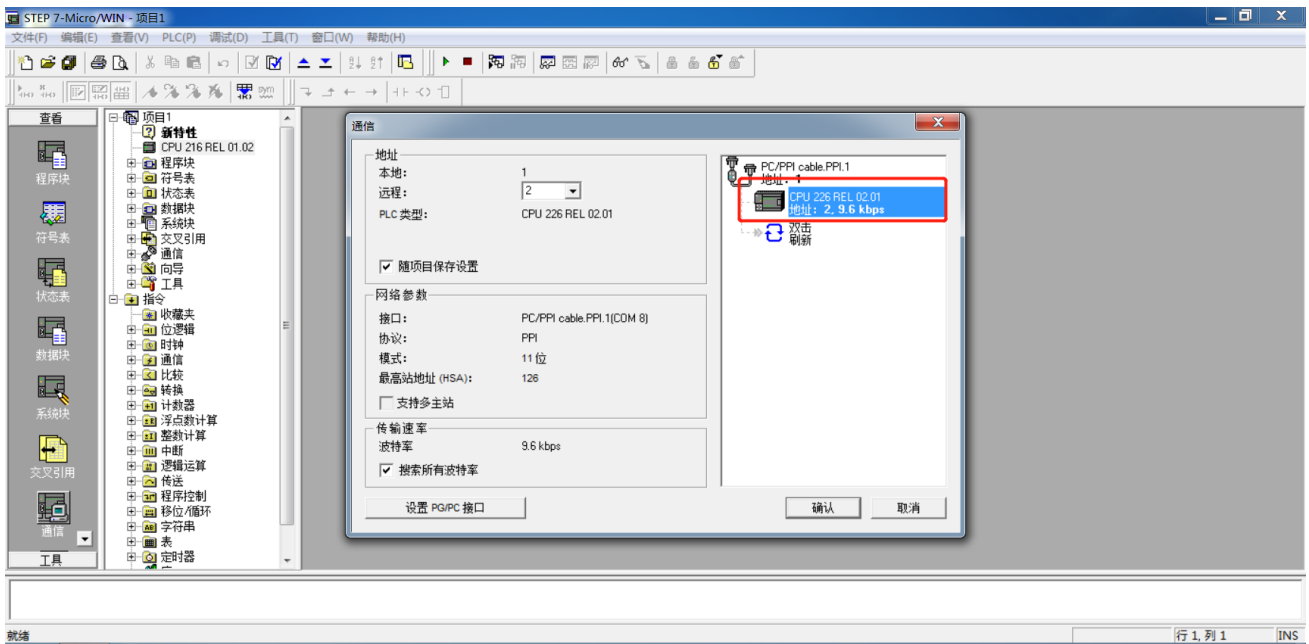 STEP 7-Micro/WIN - 项目1
文件(F) 编辑(E) 查看(V) PLC(P) 调试(D) 工具(T) 窗口(W) 帮助(H)
查看
程序块
符号表
状态表
数据块
系统块
交叉引用
通信
工具
项目1
新特性
CPU 216 REL 01.02
程序块
符号表
状态表
数据块
系统块
交叉引用
通信
向导
工具
指令
收藏夹
位逻辑
时钟
通信
比较
转换
计数器
浮点数计算
整数计算
中断
逻辑运算
传送
程序控制
移位/循环
字符串
表
定时器
通信
地址
本地: 1
远程: 2
PLC 类型: CPU 226 REL 02.01
随项目保存设置
网络参数
接口: PC/PPI cable.PPI.1(COM 8)
协议: PPI
模式: 11 位
最高站地址 (HSA): 126
支持多主站
传输速率
波特率 9.6 kbps
搜索所有波特率
设置 PG/PC 接口
PC/PPI cable.PPI.1
地址: 1
CPU 226 REL 02.01
地址: 2, 9.6 kbps
双击
刷新
确认
取消
就绪
行 1, 列 1
INS